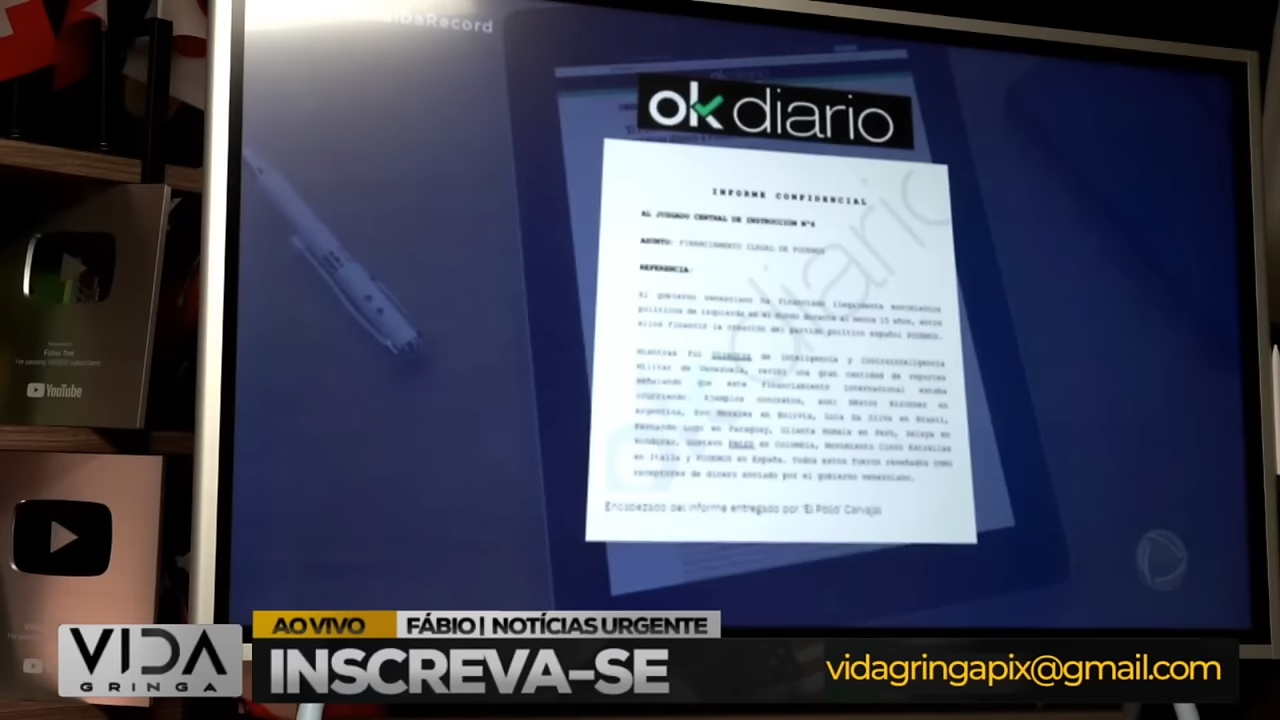 DaRecord
ok diario
INFORME CONFIDENCIAL
AL JUZGADO CENTRAL DE INSTRUCCIÓN Nº6
ASUNTO: FINANCIAMIENTO ILEGAL DE PODEMOS
REFERENCIA:
El gobierno venezolano ha financiado ilegalmente movimientos
políticos de izquierda en el mundo durante al menos 15 años, entre
ellos financió la creación del partido político español PODEMOS.
Mientras fui Director de Inteligencia y Contrainteligencia
Militar de Venezuela, recibí una gran cantidad de reportes
señalando que este financiamiento internacional estaba
ocurriendo. Ejemplos concretos, son: Néstor Kirchner en
Argentina, Evo Morales en Bolivia, Lula Da Silva en Brasil,
Fernando Lugo en Paraguay, Ollanta Humala en Perú, Zelaya en
Honduras, Gustavo Petro en Colombia, Movimiento Cinco Estrellas
en Italia y PODEMOS en España. Todos estos fueron reseñados como
receptores de dinero enviado por el gobierno venezolano.
Encabezado del informe entregado por 'El Pollo' Carvajal
diario
YouTube
AO VIVO
FÁBIO | NOTÍCIAS URGENTE
VIDA
GRINGA
INSCREVA-SE
vidagringapix@gmail.com